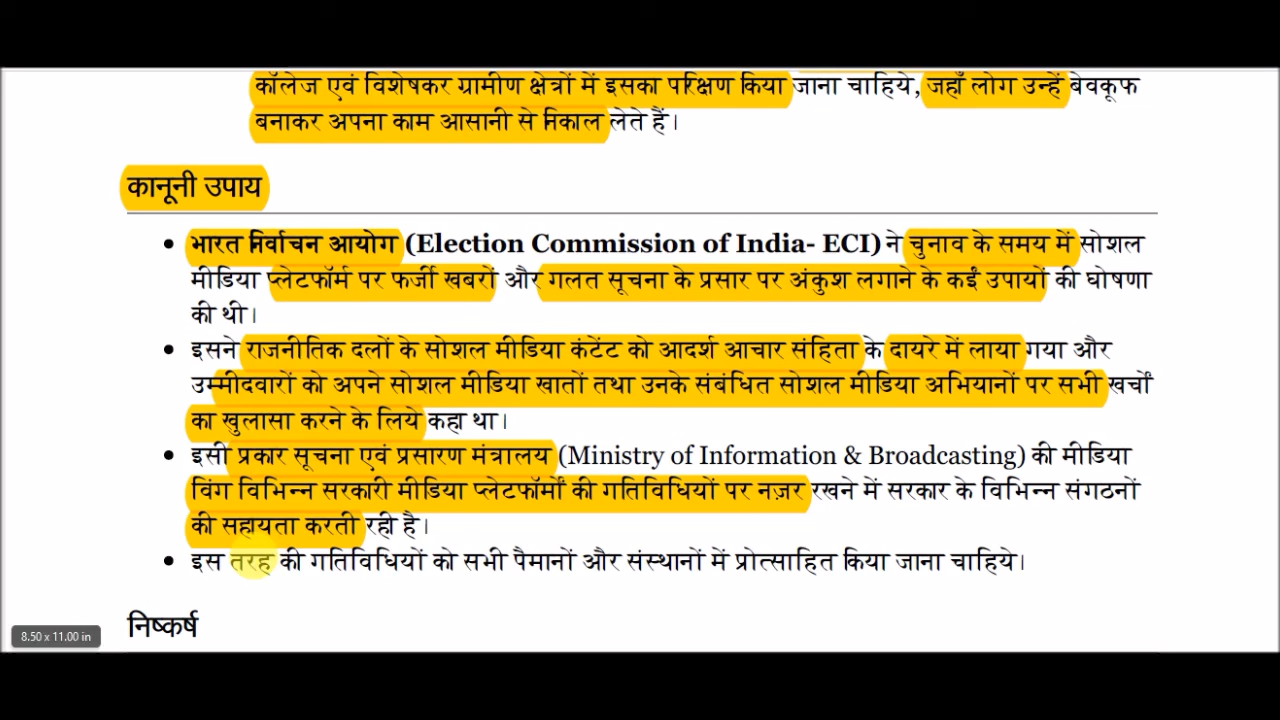 कॉलेज एवं विशेषकर ग्रामीण क्षेत्रों में इसका परिक्षण किया जाना चाहिये, जहाँ लोग उन्हें बेवकूफ
बनाकर अपना काम आसानी से निकाल लेते हैं।
कानूनी उपाय
• भारत निर्वाचन आयोग (Election Commission of India- ECI) ने चुनाव के समय में सोशल
मीडिया प्लेटफॉर्म पर फर्जी खबरों और गलत सूचना के प्रसार पर अंकुश लगाने के कईं उपायों की घोषणा
की थी।
• इसने राजनीतिक दलों के सोशल मीडिया कंटेंट को आदर्श आचार संहिता के दायरे में लाया गया और
उम्मीदवारों को अपने सोशल मीडिया खातों तथा उनके संबंधित सोशल मीडिया अभियानों पर सभी खर्चों
का खुलासा करने के लिये कहा था।
• इसी प्रकार सूचना एवं प्रसारण मंत्रालय (Ministry of Information & Broadcasting) की मीडिया
विंग विभिन्न सरकारी मीडिया प्लेटफॉर्मों की गतिविधियों पर नज़र रखने में सरकार के विभिन्न संगठनों
की सहायता करती रही है।
• इस तरह की गतिविधियों को सभी पैमानों और संस्थानों में प्रोत्साहित किया जाना चाहिये।
निष्कर्ष
8.50 x 11.00 in